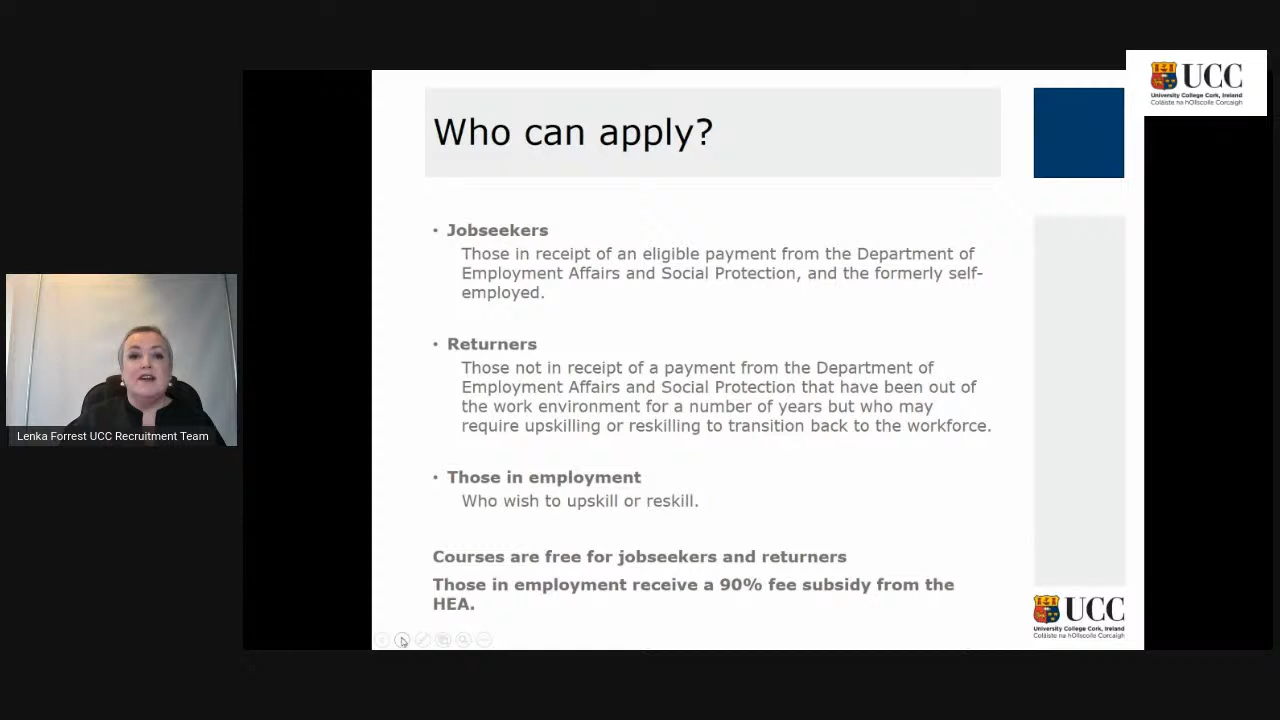 UCC
University College Cork, Ireland
Coláiste na hOllscoile Corcaigh
Who can apply?
• Jobseekers
Those in receipt of an eligible payment from the Department of
Employment Affairs and Social Protection, and the formerly self-
employed.
• Returners
Those not in receipt of a payment from the Department of
Employment Affairs and Social Protection that have been out of
the work environment for a number of years but who may
require upskilling or reskilling to transition back to the workforce.
• Those in employment
Who wish to upskill or reskill.
Courses are free for jobseekers and returners
Those in employment receive a 90% fee subsidy from the
HEA.
UCC
University College Cork, Ireland
Coláiste na hOllscoile Corcaigh
Lenka Forrest UCC Recruitment Team